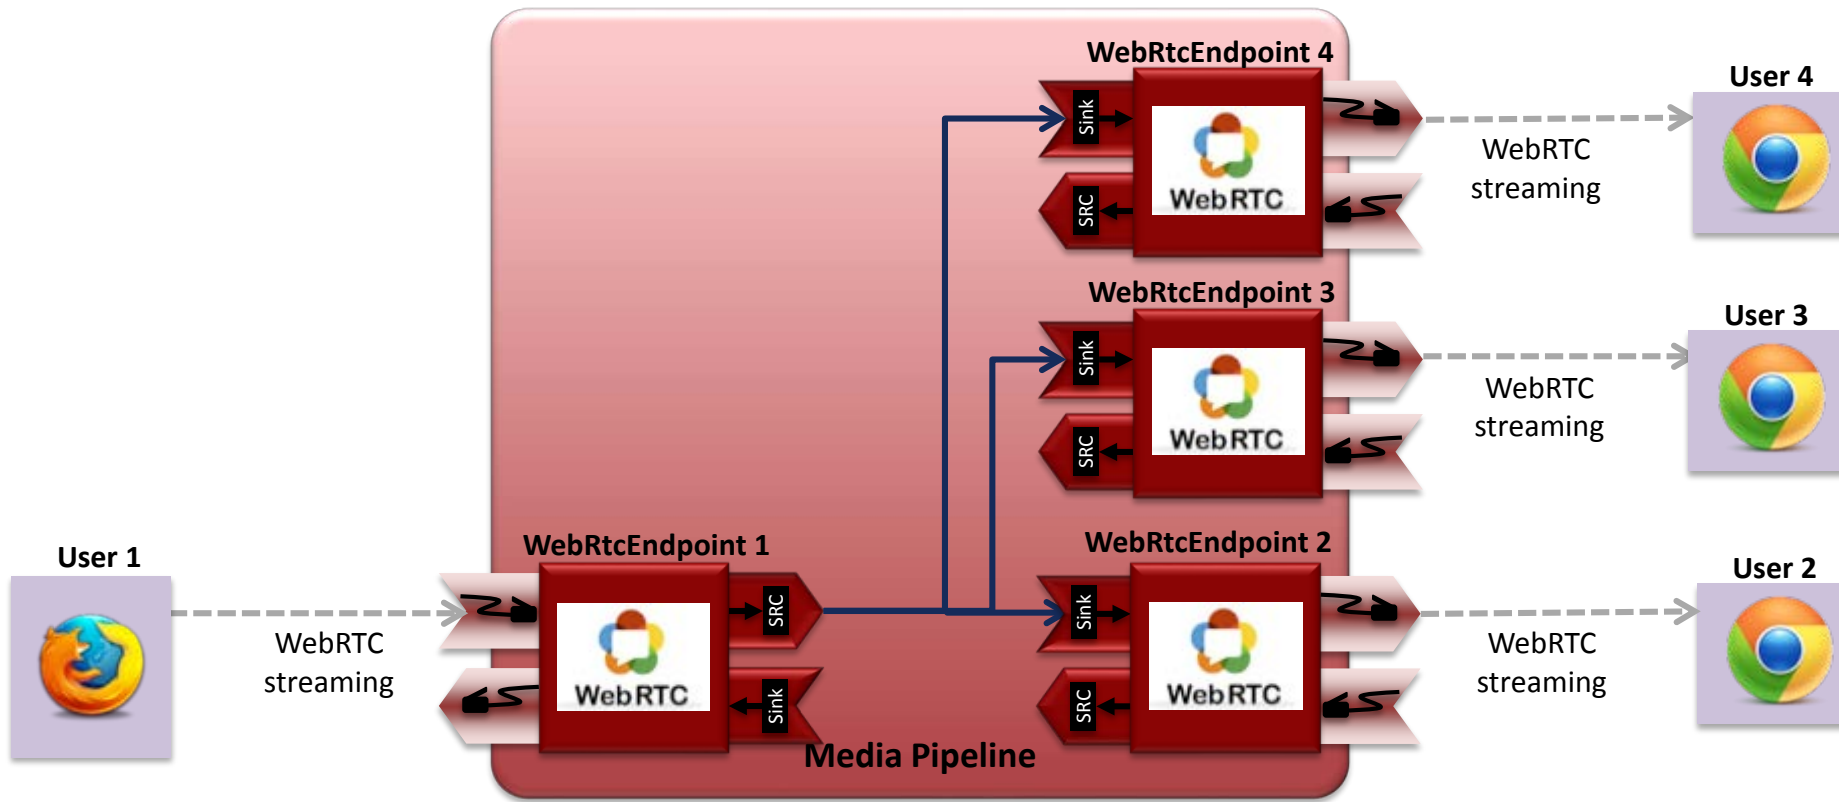 WebRtcEndpoint 4
User 4
Sink
SRC
WebRTC
WebRTC
streaming
WebRtcEndpoint 3
User 3
Sink
SRC
WebRTC
WebRTC
streaming
User 1
WebRTC
streaming
WebRtcEndpoint 1
WebRTC
SRC
Sink
WebRtcEndpoint 2
User 2
Sink
SRC
WebRTC
WebRTC
streaming
Media Pipeline